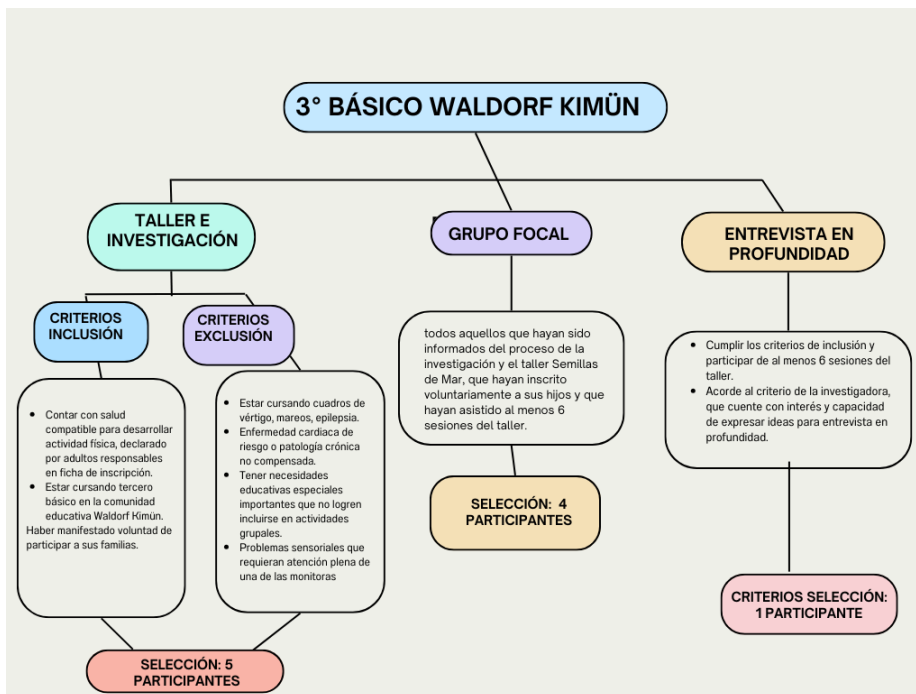 3° BÁSICO WALDORF KIMÜN
TALLER E
INVESTIGACIÓN
CRITERIOS
INCLUSIÓN
CRITERIOS
EXCLUSIÓN
• Contar con salud
compatible para desarrollar
actividad física, declarado
por adultos responsables
en ficha de inscripción.
• Estar cursando tercero
básico en la comunidad
educativa Waldorf Kimün.
Haber manifestado voluntad de
participar a sus familias.
• Estar cursando cuadros de
vértigo, mareos, epilepsia.
• Enfermedad cardiaca de
riesgo o patología crónica
no compensada.
• Tener necesidades
educativas especiales
importantes que no logren
incluirse en actividades
grupales.
• Problemas sensoriales que
requieran atención plena de
una de las monitoras
SELECCIÓN: 5
PARTICIPANTES
GRUPO FOCAL
todos aquellos que hayan sido
informados del proceso de la
investigación y el taller Semillas
de Mar, que hayan inscrito
voluntariamente a sus hijos y que
hayan asistido al menos 6
sesiones del taller.
SELECCIÓN: 4
PARTICIPANTES
ENTREVISTA EN
PROFUNDIDAD
• Cumplir los criterios de inclusión y
participar de al menos 6 sesiones del
taller.
• Acorde al criterio de la investigadora,
que cuente con interés y capacidad
de expresar ideas para entrevista en
profundidad.
CRITERIOS SELECCIÓN:
1 PARTICIPANTE